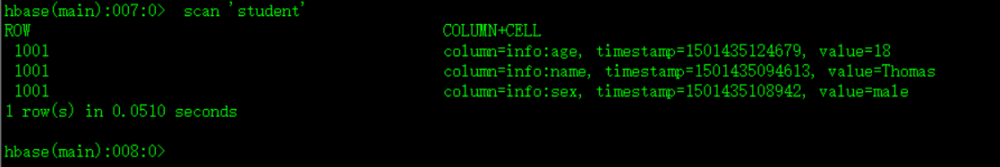 hbase(main):007:0>  scan 'student'
ROW                                COLUMN+CELL
 1001                              column=info:age, timestamp=1501435124679, value=18
 1001                              column=info:name, timestamp=1501435094613, value=Thomas
 1001                              column=info:sex, timestamp=1501435108942, value=male
1 row(s) in 0.0510 seconds
hbase(main):008:0>